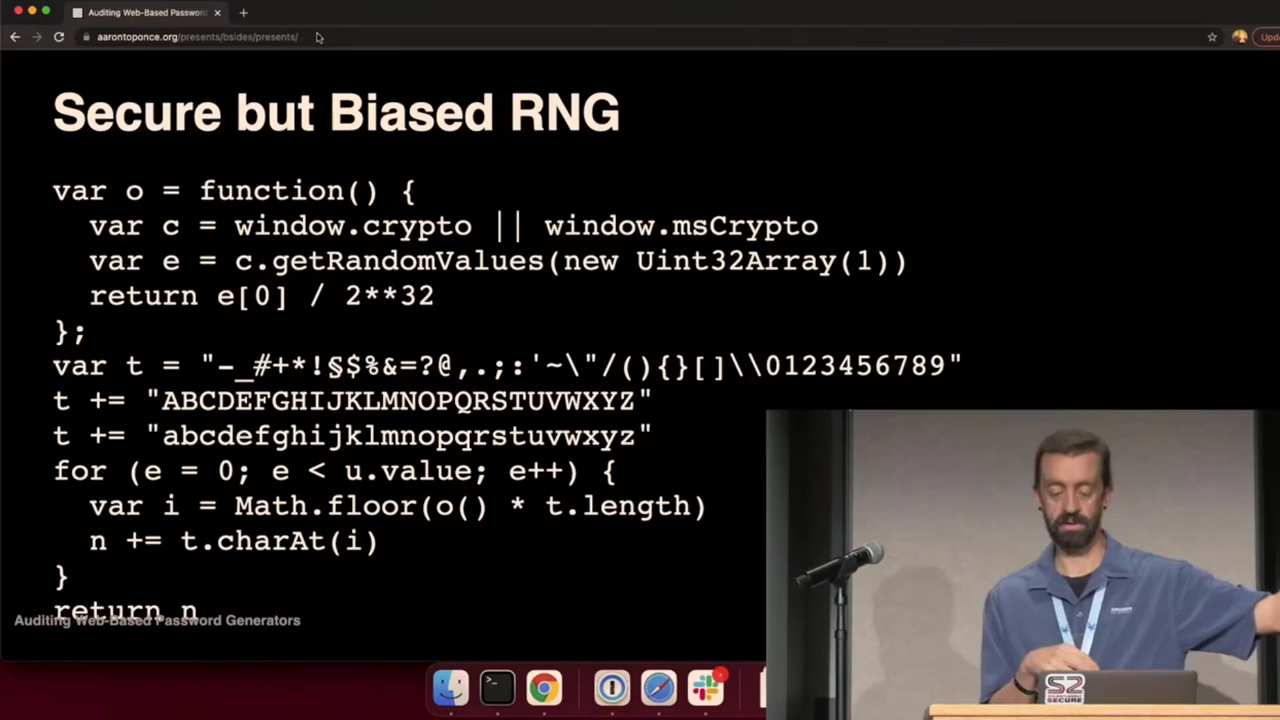 Auditing Web-Based Password
aarontoponce.org/presents/bsides/presents/
Secure but Biased RNG
var o = function() {
  var c = window.crypto || window.msCrypto
  var e = c.getRandomValues(new Uint32Array(1))
  return e[0] / 2**32
};
var t = "-_#+*!§$%&=?@,.;:'~\"/(){}[]\\0123456789"
t += "ABCDEFGHIJKLMNOPQRSTUVWXYZ"
t += "abcdefghijklmnopqrstuvwxyz"
for (e = 0; e < u.value; e++) {
  var i = Math.floor(o() * t.length)
  n += t.charAt(i)
}
return n
Auditing Web-Based Password Generators
S2
SECURE